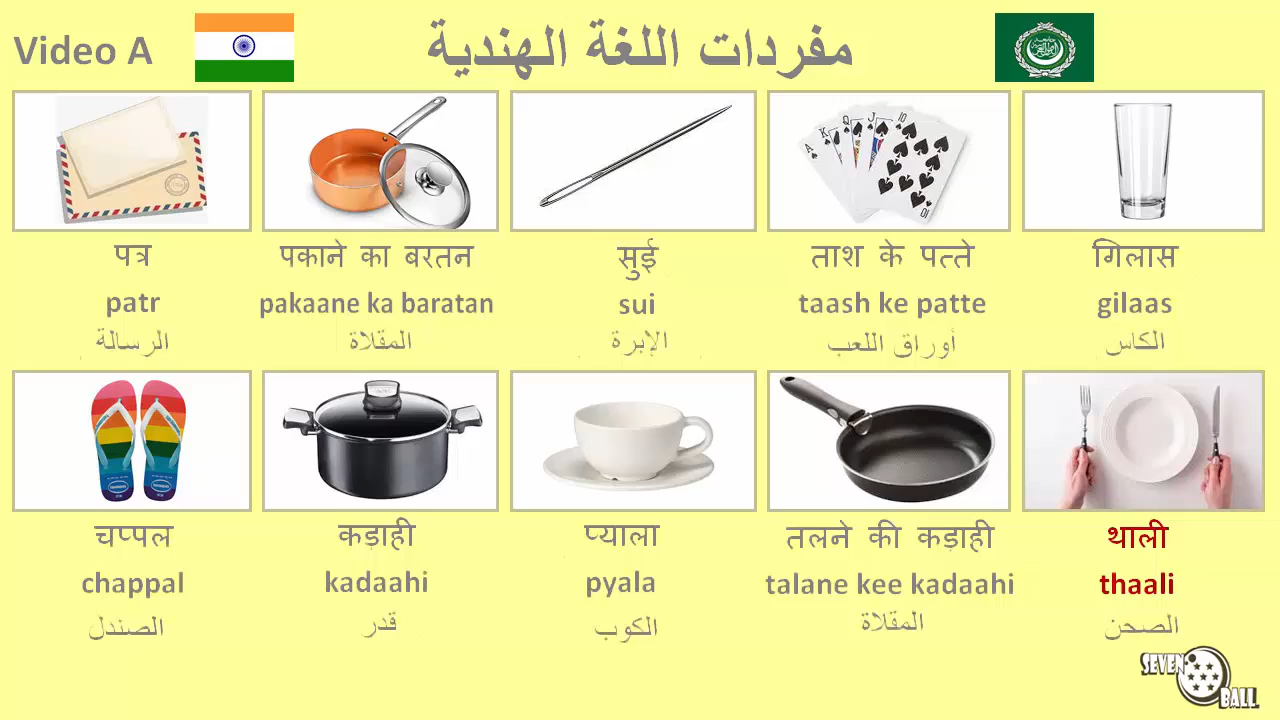 Video A
مفردات اللغة الهندية
पत्र
patr
الرسالة
पकाने का बरतन
pakaane ka baratan
المقلاة
सुई
sui
الإبرة
ताश के पत्ते
taash ke patte
أوراق اللعب
गिलास
gilaas
الكاس
चप्पल
chappal
الصندل
कड़ाही
kadaahi
قدر
प्याला
pyala
الكوب
तलने की कड़ाही
talane kee kadaahi
المقلاة
थाली
thaali
الصحن
SEVEN
BALL